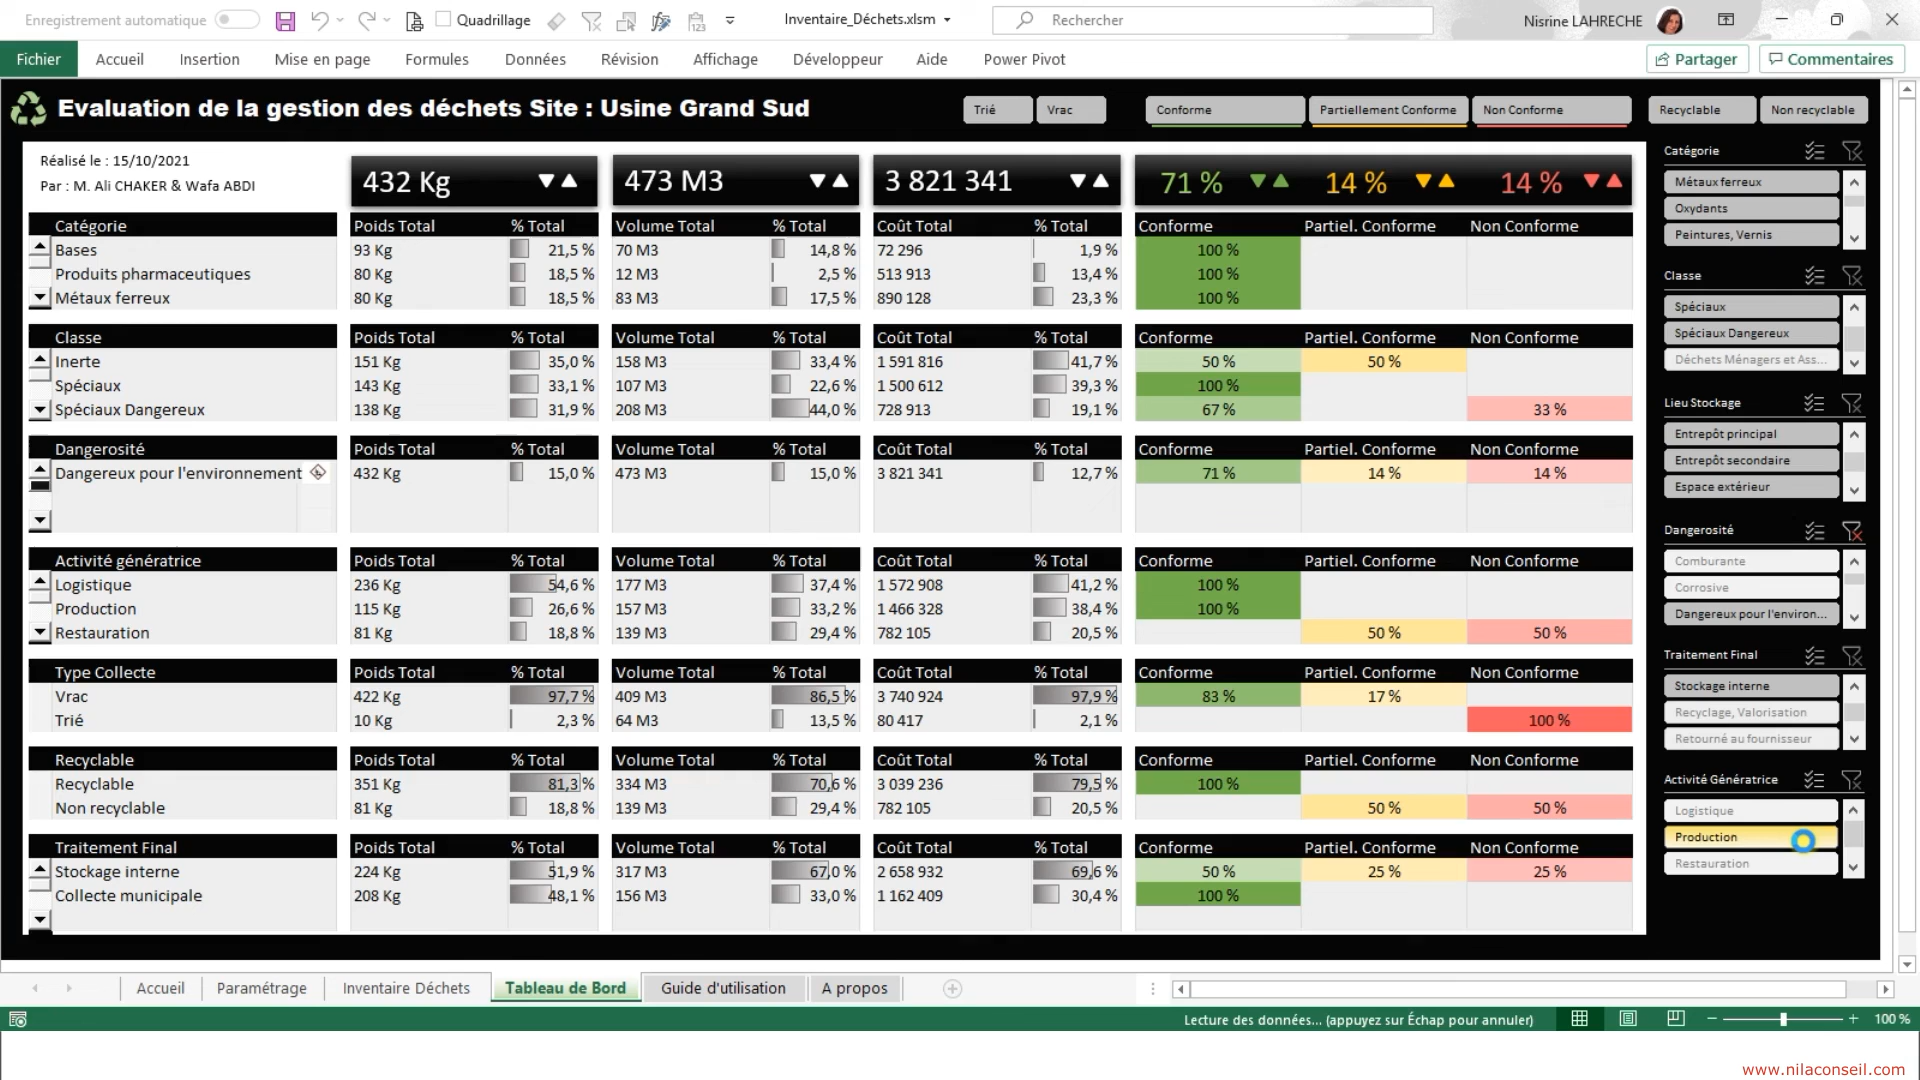 Enregistrement automatique Quadrillage Inventaire_Déchets.xlsm Rechercher Nisrine LAHRECHE
Fichier Accueil Insertion Mise en page Formules Données Révision Affichage Développeur Aide Power Pivot Partager Commentaires
Evaluation de la gestion des déchets Site : Usine Grand Sud
Trié Vrac Conforme Partiellement Conforme Non Conforme Recyclable Non recyclable
Réalisé le : 15/10/2021
Par : M. Ali CHAKER & Wafa ABDI
432 Kg 473 M3 3 821 341 71 % 14 % 14 %
Catégorie Poids Total % Total Volume Total % Total Coût Total % Total Conforme Partiel. Conforme Non Conforme
Bases 93 Kg 21,5 % 70 M3 14,8 % 72 296 1,9 % 100 %
Produits pharmaceutiques 80 Kg 18,5 % 12 M3 2,5 % 513 913 13,4 % 100 %
Métaux ferreux 80 Kg 18,5 % 83 M3 17,5 % 890 128 23,3 % 100 %
Classe Poids Total % Total Volume Total % Total Coût Total % Total Conforme Partiel. Conforme Non Conforme
Inerte 151 Kg 35,0 % 158 M3 33,4 % 1 591 816 41,7 % 50 % 50 %
Spéciaux 143 Kg 33,1 % 107 M3 22,6 % 1 500 612 39,3 % 100 %
Spéciaux Dangereux 138 Kg 31,9 % 208 M3 44,0 % 728 913 19,1 % 67 % 33 %
Dangerosité Poids Total % Total Volume Total % Total Coût Total % Total Conforme Partiel. Conforme Non Conforme
Dangereux pour l'environnement 432 Kg 15,0 % 473 M3 15,0 % 3 821 341 12,7 % 71 % 14 % 14 %
Activité génératrice Poids Total % Total Volume Total % Total Coût Total % Total Conforme Partiel. Conforme Non Conforme
Logistique 236 Kg 54,6 % 177 M3 37,4 % 1 572 908 41,2 % 100 %
Production 115 Kg 26,6 % 157 M3 33,2 % 1 466 328 38,4 % 100 %
Restauration 81 Kg 18,8 % 139 M3 29,4 % 782 105 20,5 % 50 % 50 %
Type Collecte Poids Total % Total Volume Total % Total Coût Total % Total Conforme Partiel. Conforme Non Conforme
Vrac 422 Kg 97,7 % 409 M3 86,5 % 3 740 924 97,9 % 83 % 17 %
Trié 10 Kg 2,3 % 64 M3 13,5 % 80 417 2,1 % 100 %
Recyclable Poids Total % Total Volume Total % Total Coût Total % Total Conforme Partiel. Conforme Non Conforme
Recyclable 351 Kg 81,3 % 334 M3 70,6 % 3 039 236 79,5 % 100 %
Non recyclable 81 Kg 18,8 % 139 M3 29,4 % 782 105 20,5 % 50 % 50 %
Traitement Final Poids Total % Total Volume Total % Total Coût Total % Total Conforme Partiel. Conforme Non Conforme
Stockage interne 224 Kg 51,9 % 317 M3 67,0 % 2 658 932 69,6 % 50 % 25 % 25 %
Collecte municipale 208 Kg 48,1 % 156 M3 33,0 % 1 162 409 30,4 % 100 %
Catégorie
Métaux ferreux
Oxydants
Peintures, Vernis
Classe
Spéciaux
Spéciaux Dangereux
Déchets Ménagers et Ass...
Lieu Stockage
Entrepôt principal
Entrepôt secondaire
Espace extérieur
Dangerosité
Comburante
Corrosive
Dangereux pour l'environ...
Traitement Final
Stockage interne
Recyclage, Valorisation
Retourné au fournisseur
Activité Génératrice
Logistique
Production
Restauration
Accueil Paramétrage Inventaire Déchets Tableau de Bord Guide d'utilisation A propos
Lecture des données... (appuyez sur Échap pour annuler) 100 %
www.nilaconseil.com